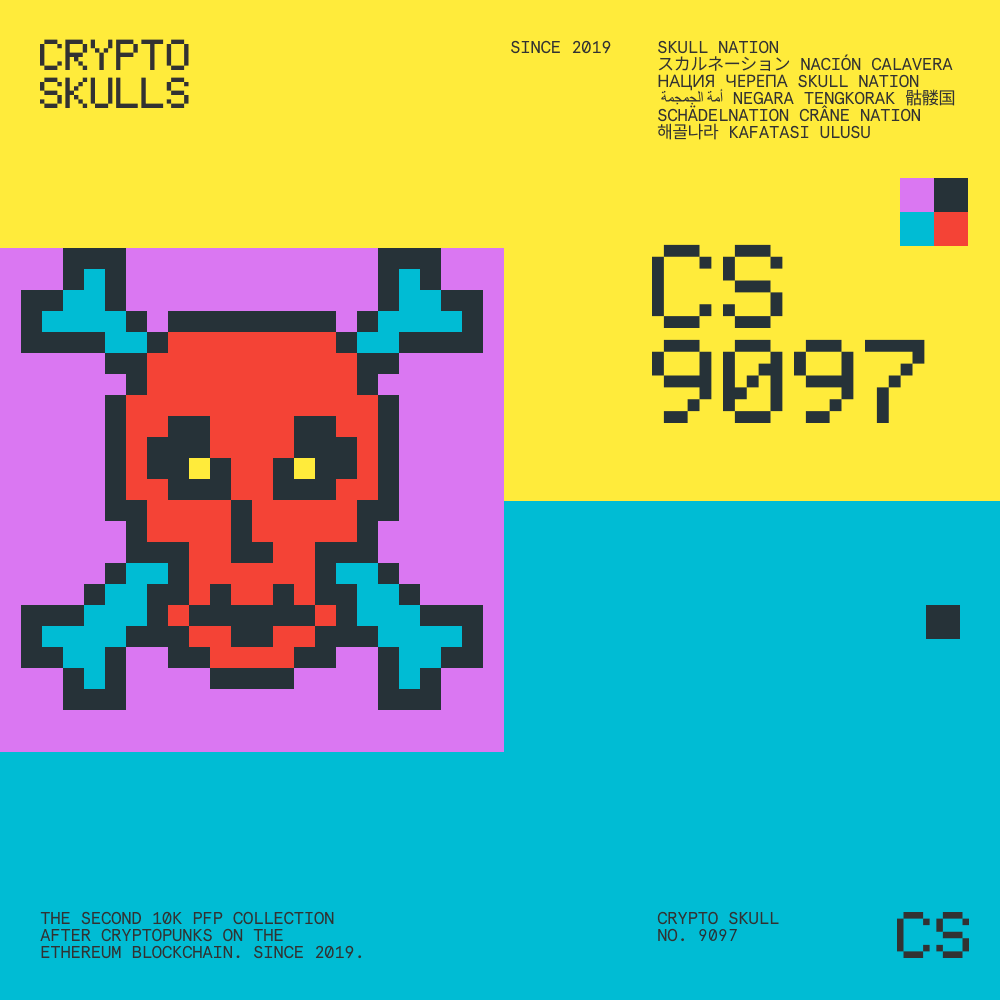 CRYPTO
SKULLS
SINCE 2019
SKULL NATION
スカルネーション NACIÓN CALAVERA
НАЦИЯ ЧЕРЕПА SKULL NATION
أمة الجمجمة NEGARA TENGKORAK 骷髅国
SCHÄDELNATION CRÂNE NATION
해골나라 KAFATASI ULUSU
CS
9097
THE SECOND 10K PFP COLLECTION
AFTER CRYPTOPUNKS ON THE
ETHEREUM BLOCKCHAIN. SINCE 2019.
CRYPTO SKULL
NO. 9097
CS